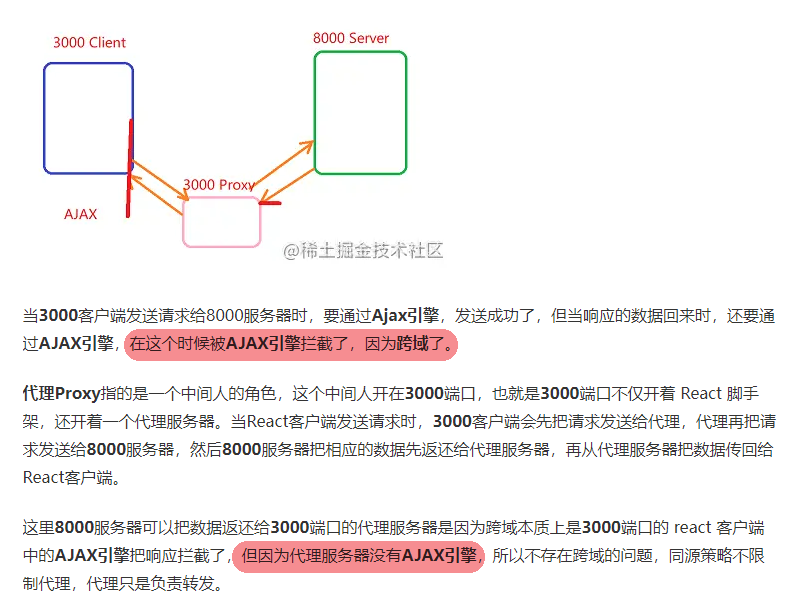 3000 Client
8000 Server
3000 Proxy
AJAX
@稀土掘金技术社区
当3000客户端发送请求给8000服务器时，要通过Ajax引擎，发送成功了，但当响应的数据回来时，还要通
过AJAX引擎，在这个时候被AJAX引擎拦截了，因为跨域了。
代理Proxy指的是一个中间人的角色，这个中间人开在3000端口，也就是3000端口不仅开着 React 脚手
架，还开着一个代理服务器。当React客户端发送请求时，3000客户端会先把请求发送给代理，代理再把请
求发送给8000服务器，然后8000服务器把相应的数据先返还给代理服务器，再从代理服务器把数据传回给
React客户端。
这里8000服务器可以把数据返还给3000端口的代理服务器是因为跨域本质上是3000端口的 react 客户端
中的AJAX引擎把响应拦截了，但因为代理服务器没有AJAX引擎，所以不存在跨域的问题，同源策略不限
制代理，代理只是负责转发。